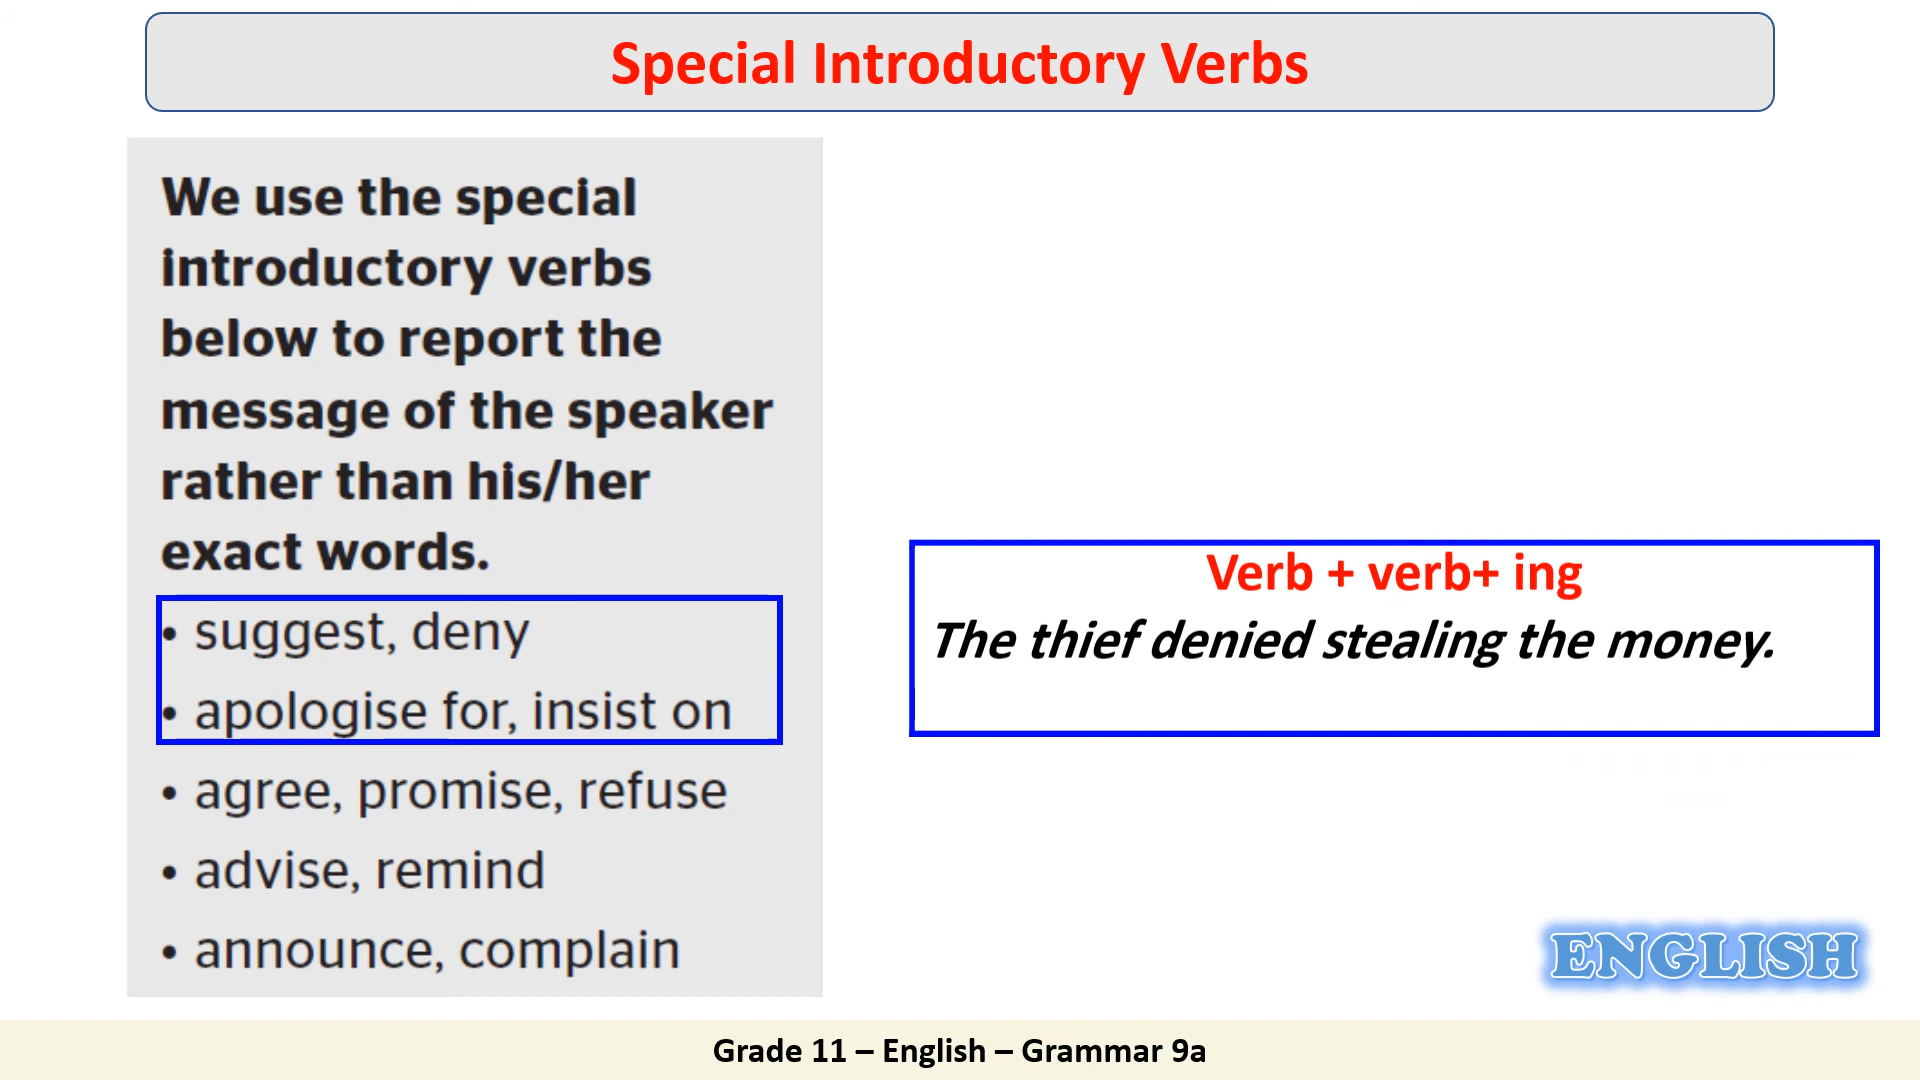 Special Introductory Verbs
We use the special
introductory verbs
below to report the
message of the speaker
rather than his/her
exact words.
• suggest, deny
• apologise for, insist on
• agree, promise, refuse
• advise, remind
• announce, complain
Verb + verb+ ing
The thief denied stealing the money.
ENGLISH
Grade 11 – English – Grammar 9a